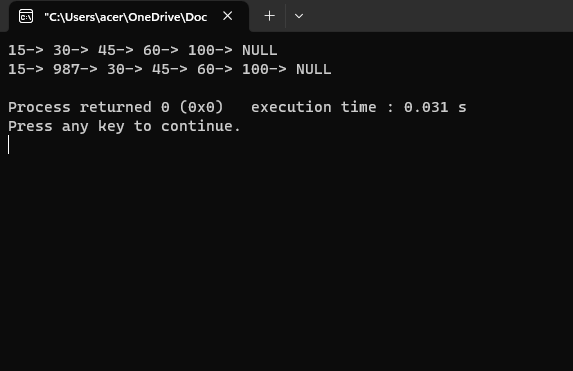 "C:\Users\acer\OneDrive\Doc
15-> 30-> 45-> 60-> 100-> NULL
15-> 987-> 30-> 45-> 60-> 100-> NULL
Process returned 0 (0x0)   execution time : 0.031 s
Press any key to continue.